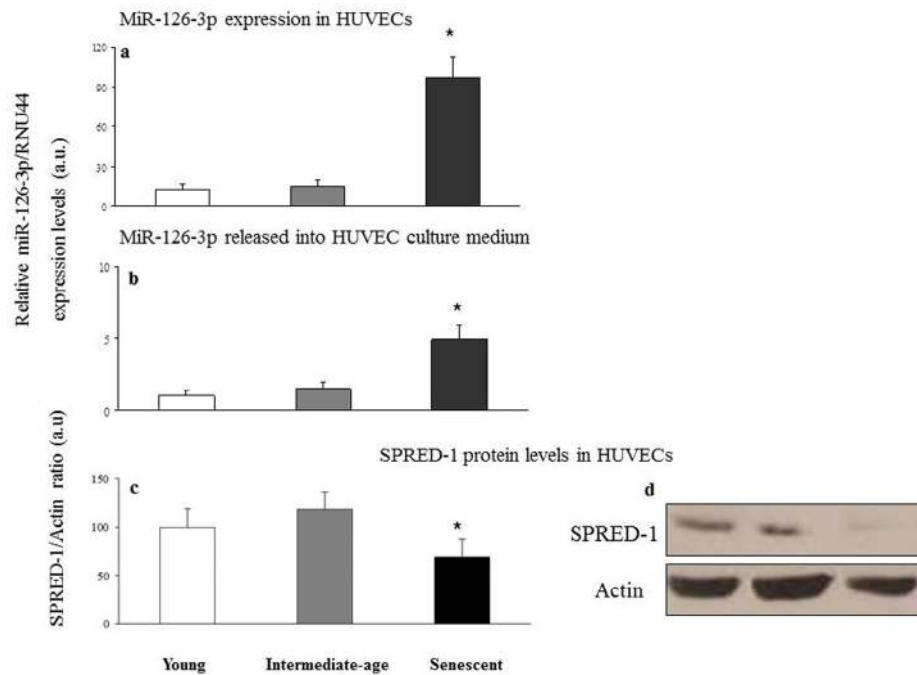 MiR-126-3p expression in HUVECs
a
*
120
90
60
30
0
Relative miR-126-3p/RNU44
expression levels (a.u.)
MiR-126-3p released into HUVEC culture medium
b
*
10
5
0
SPRED-1 protein levels in HUVECs
SPRED-1/Actin ratio (a.u)
c
*
150
100
50
0
Young Intermediate-age Senescent
d
SPRED-1
Actin